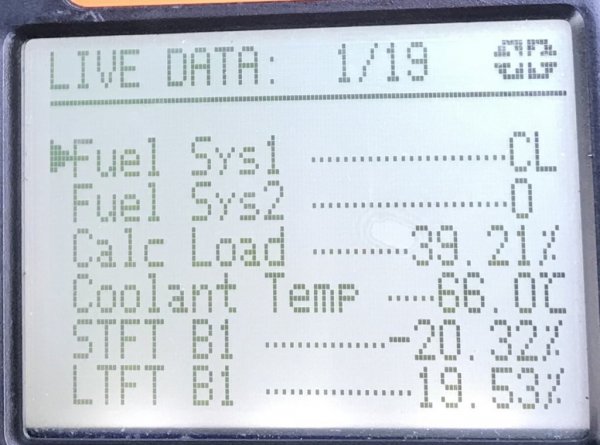 LIVE DATA: 1/19
Fuel Sys1 ....................CL
Fuel Sys2 ....................0
Calc Load ..........39.21%
Coolant Temp .....66.0C
STFT B1 .............-20.32%
LTFT B1 ...............19.53%